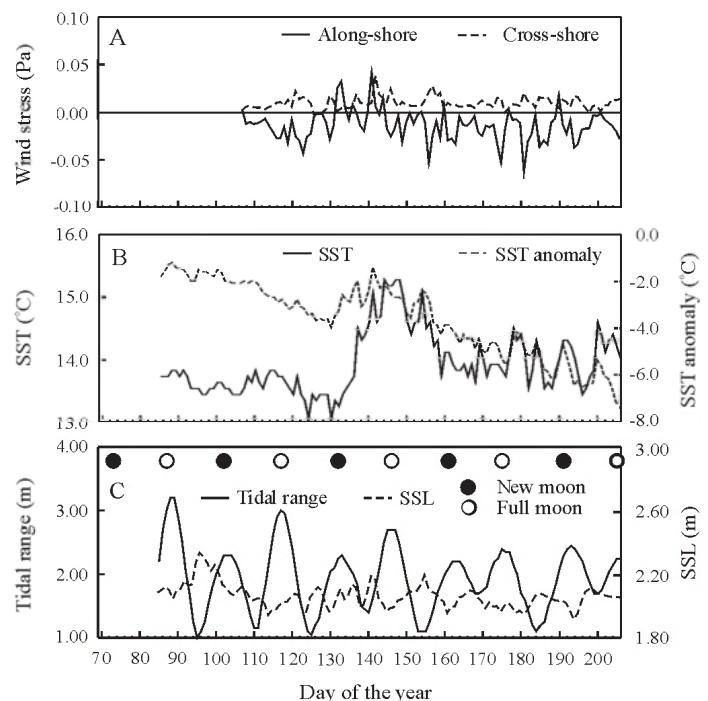 A
Along-shore
Cross-shore
Wind stress (Pa)
0.10
0.05
0.00
-0.05
-0.10
B
SST
SST anomaly
SST (°C)
16.0
15.0
14.0
13.0
SST anomaly (°C)
0.0
-2.0
-4.0
-6.0
-8.0
C
Tidal range
SSL
New moon
Full moon
Tidal range (m)
4.00
3.00
2.00
1.00
SSL (m)
3.00
2.60
2.20
1.80
70 80 90 100 110 120 130 140 150 160 170 180 190 200
Day of the year